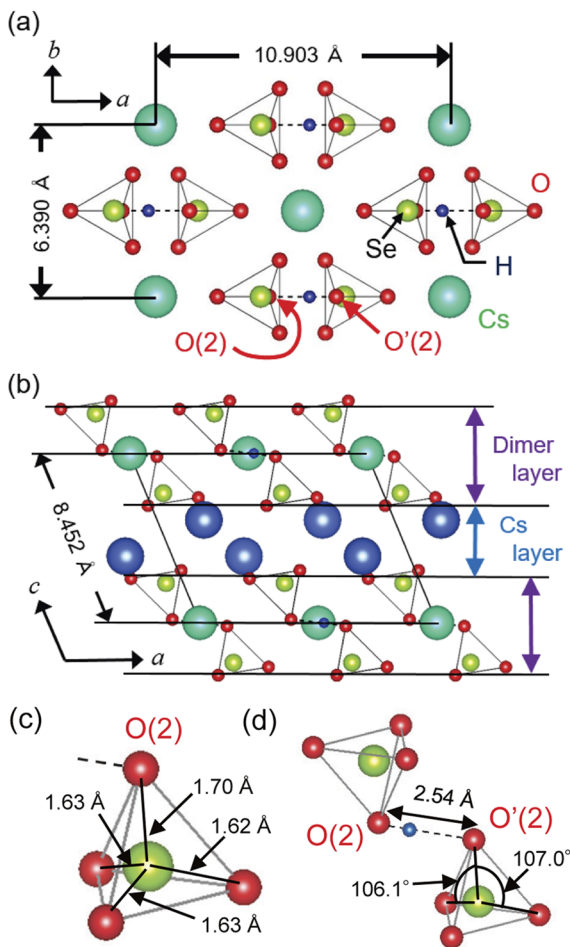 (a)
b
a
10.903 Å
6.390 Å
O
Se
H
Cs
O(2)
O'(2)
(b)
Dimer
layer
8.452 Å
Cs
layer
c
a
(c)
O(2)
1.63 Å
1.70 Å
1.62 Å
1.63 Å
(d)
2.54 Å
O(2)
O'(2)
106.1°
107.0°